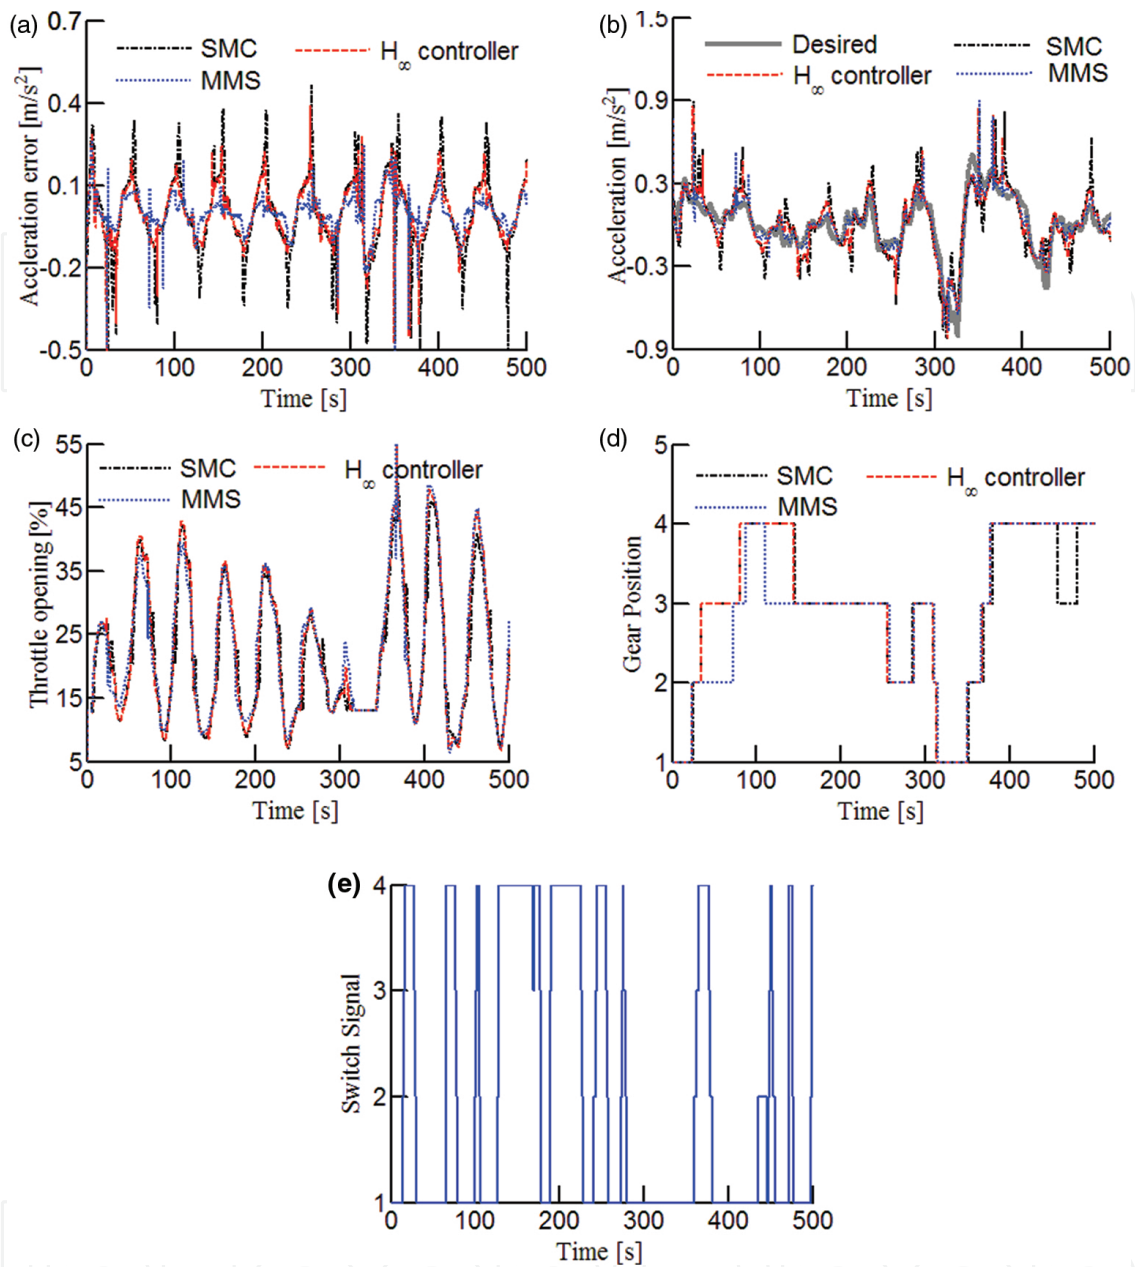 (a)
0.7
0.4
0.1
-0.2
-0.5
Accleration error [m/s²]
SMC
H∞ controller
MMS
0 100 200 300 400 500
Time [s]
(b)
1.5
0.9
0.3
-0.3
-0.9
Acceleration [m/s²]
Desired
SMC
H∞ controller
MMS
0 100 200 300 400 500
Time [s]
(c)
55
45
35
25
15
5
Throttle opening [%]
SMC
H∞ controller
MMS
0 100 200 300 400 500
Time [s]
(d)
5
4
3
2
1
Gear Position
SMC
H∞ controller
MMS
0 100 200 300 400 500
Time [s]
(e)
4
3
2
1
Switch Signal
0 100 200 300 400 500
Time [s]